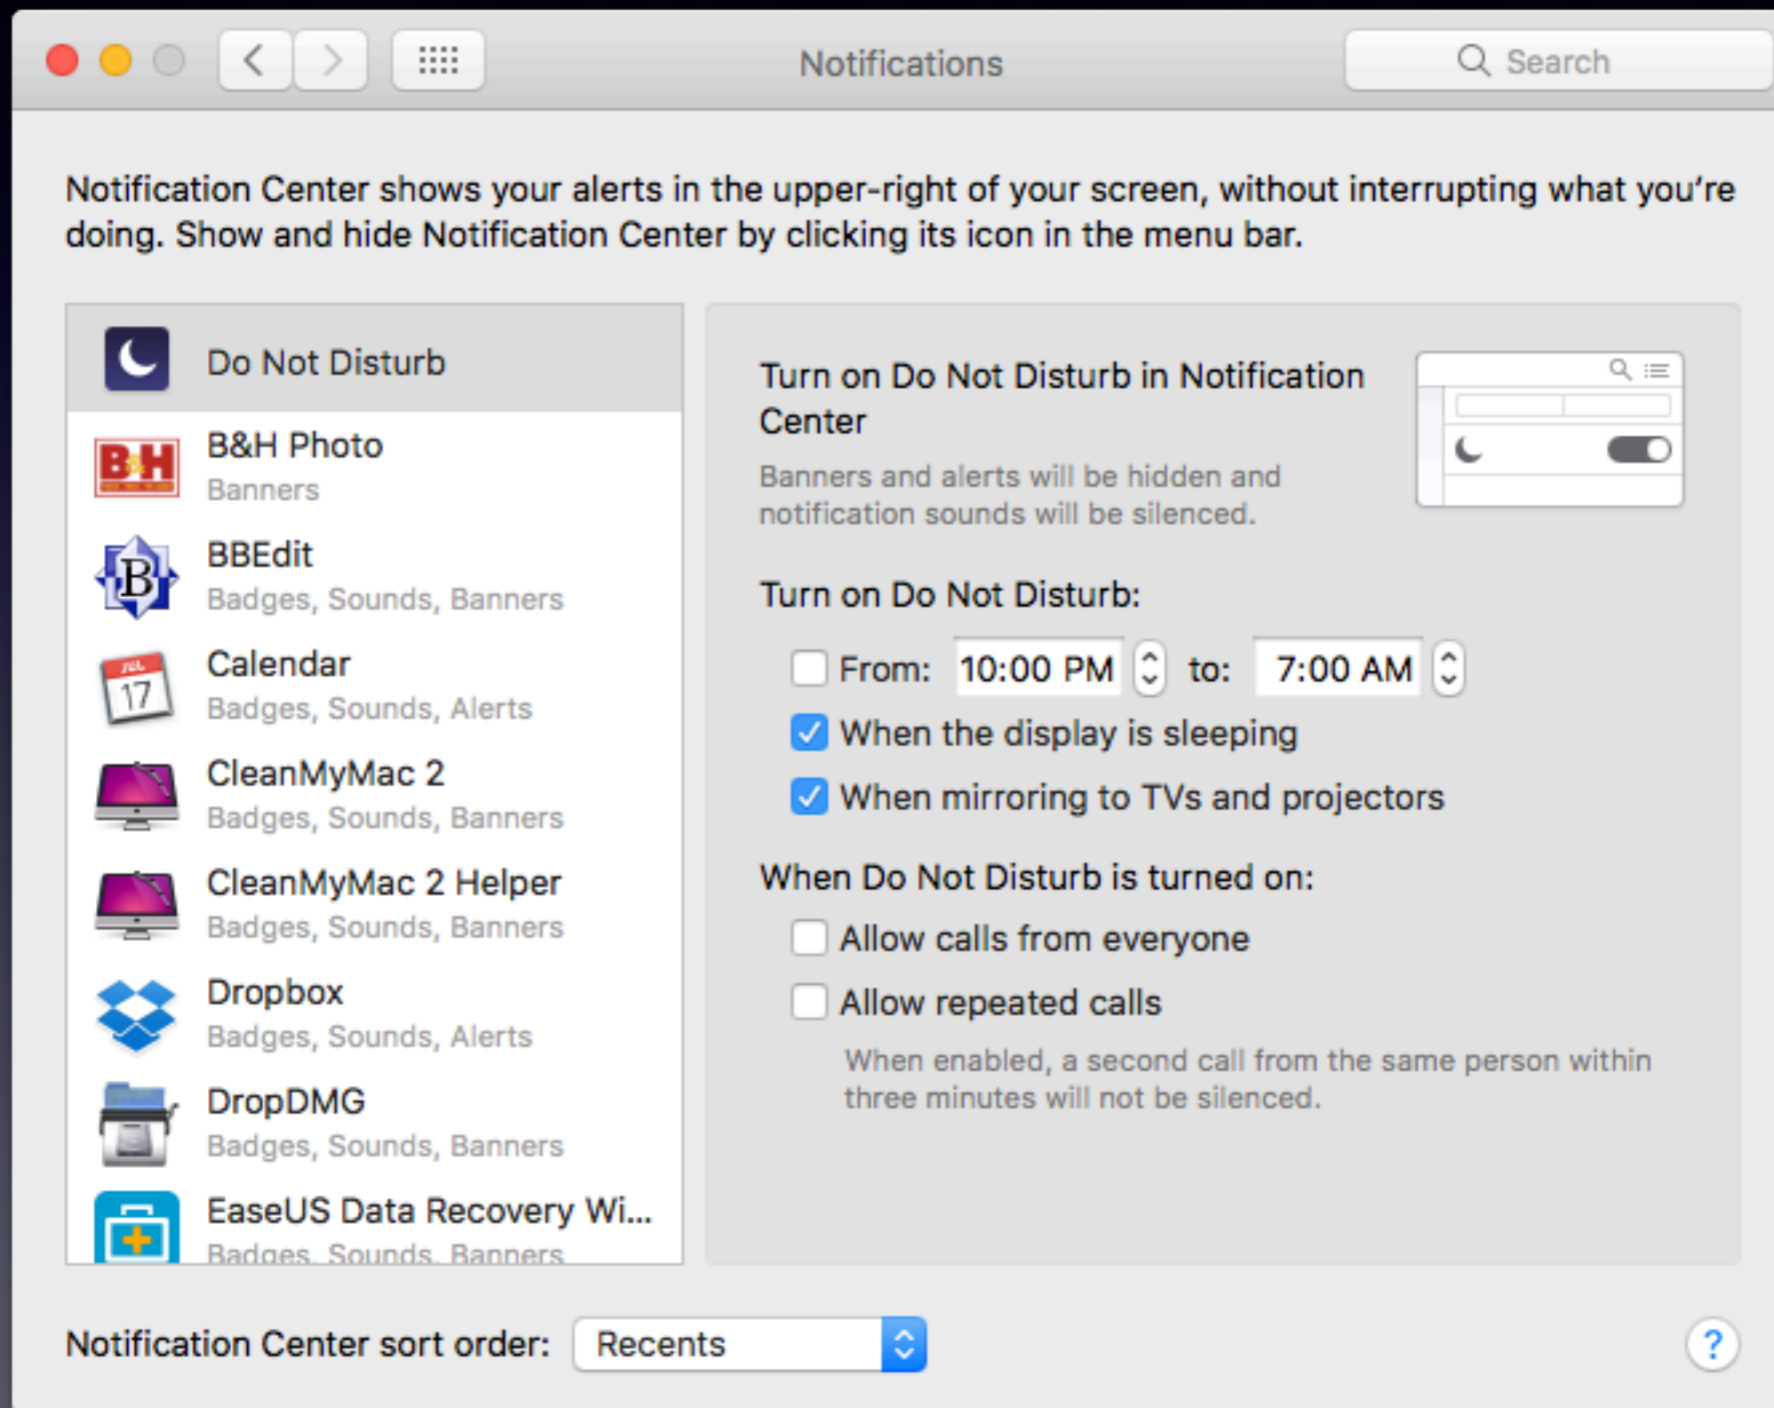 Notifications
Search
Notification Center shows your alerts in the upper-right of your screen, without interrupting what you’re
doing. Show and hide Notification Center by clicking its icon in the menu bar.
Do Not Disturb
B&H
B&H Photo
Banners
B
BBEdit
Badges, Sounds, Banners
JUL
17
Calendar
Badges, Sounds, Alerts
CleanMyMac 2
Badges, Sounds, Banners
CleanMyMac 2 Helper
Badges, Sounds, Banners
Dropbox
Badges, Sounds, Alerts
DropDMG
Badges, Sounds, Banners
EaseUS Data Recovery Wi...
Badges, Sounds, Banners
Turn on Do Not Disturb in Notification
Center
Banners and alerts will be hidden and
notification sounds will be silenced.
Turn on Do Not Disturb:
From: 10:00 PM to: 7:00 AM
When the display is sleeping
When mirroring to TVs and projectors
When Do Not Disturb is turned on:
Allow calls from everyone
Allow repeated calls
When enabled, a second call from the same person within
three minutes will not be silenced.
Notification Center sort order: Recents
?